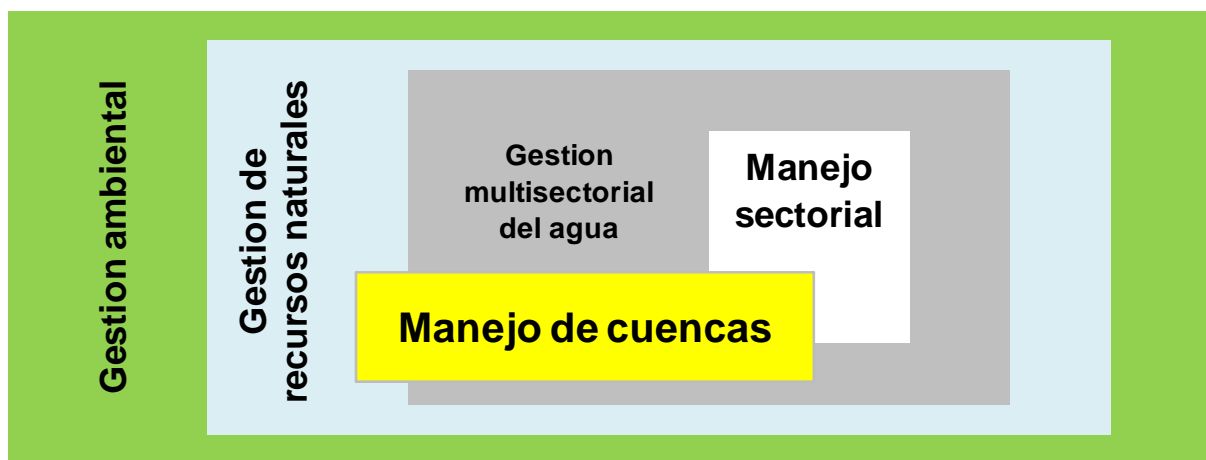 Gestion ambiental
Gestion de
recursos naturales
Gestion
multisectorial
del agua
Manejo
sectorial
Manejo de cuencas